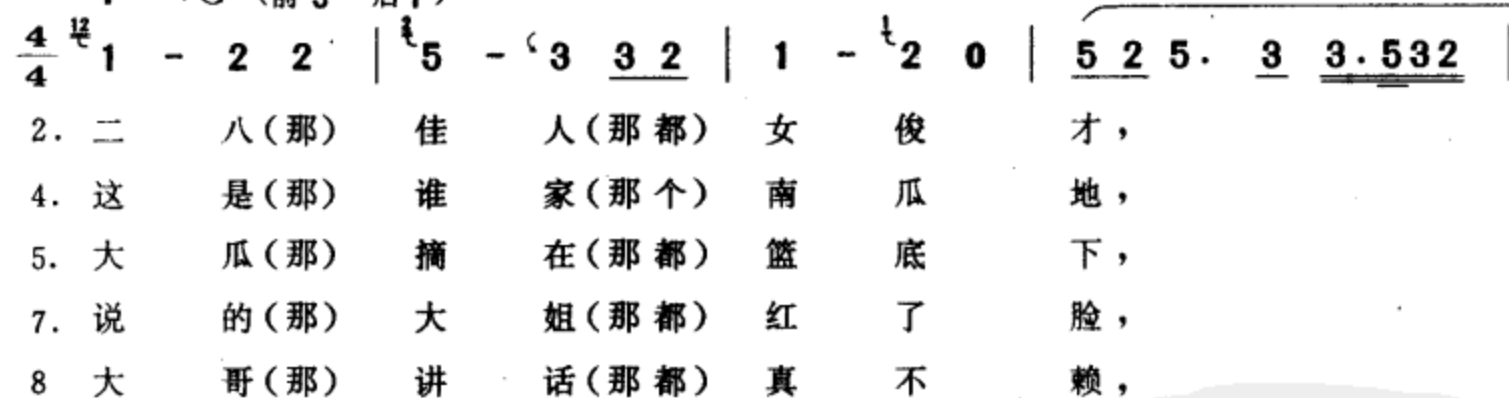 4/4 1 - 2 2 | 5 - 3 3 2 | 1 - 2 0 | 5 2 5. 3 3.532
2. 二 八（那） 佳 人（那都） 女 俊 才，
4. 这 是（那） 谁 家（那个） 南 瓜 地，
5. 大 瓜（那） 摘 在（那都） 篮 底 下，
7. 说 的（那） 大 姐（那都） 红 了 脸，
8 大 哥（那） 讲 话（那都） 真 不 赖，